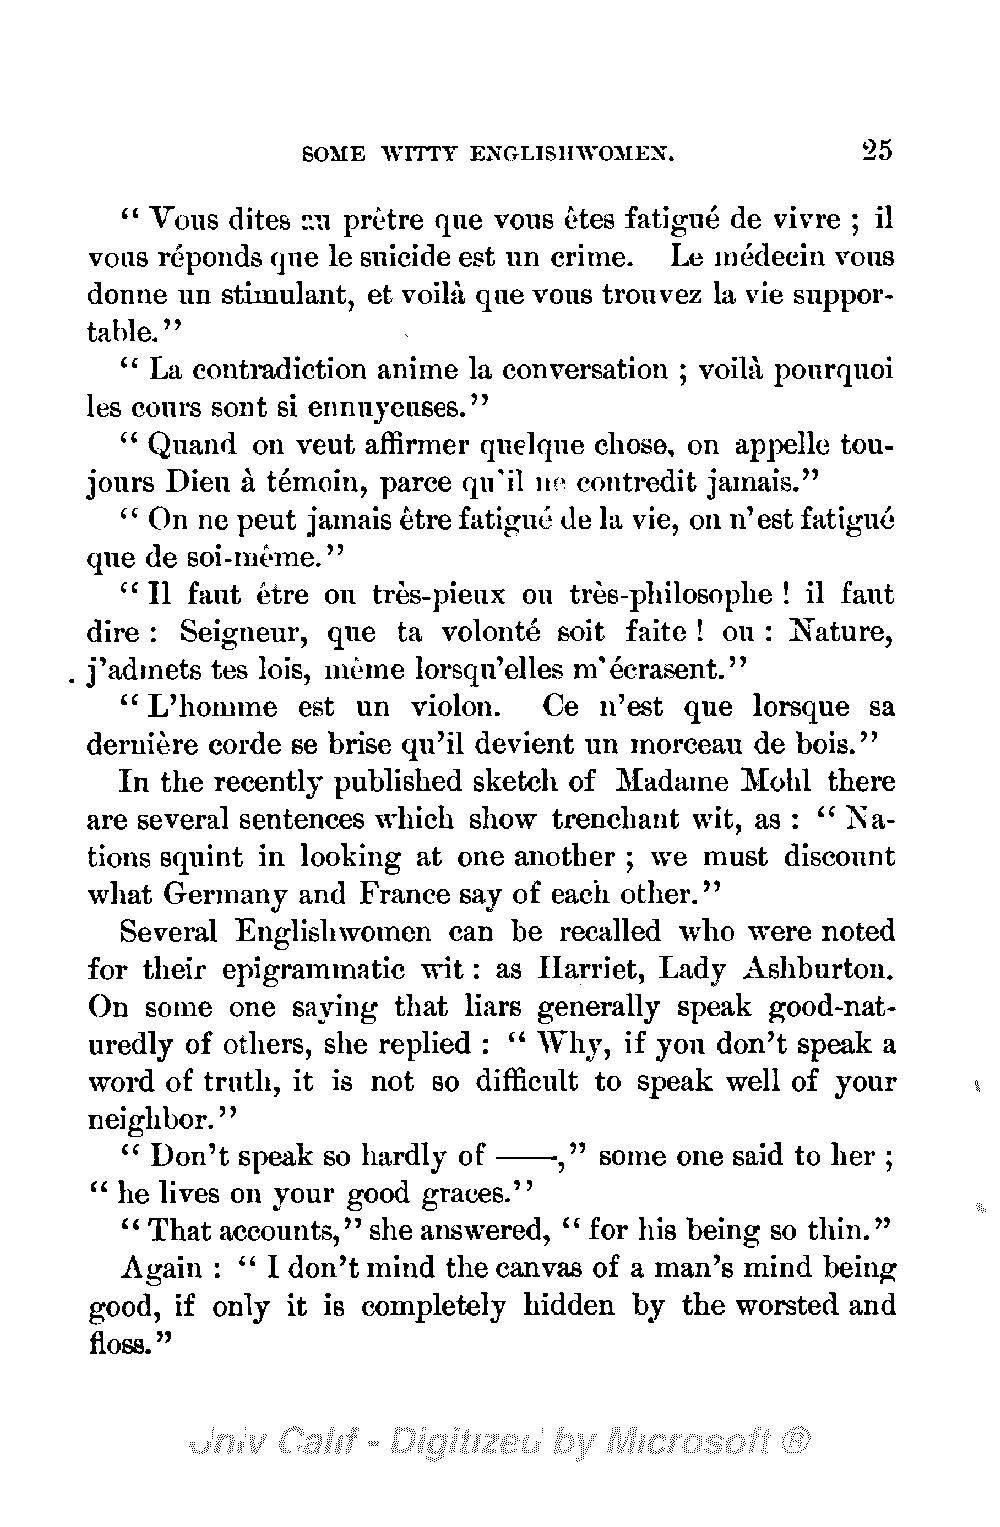 SOME WITTY ENGLISHWOMEN. 25
“ Vous dites au prêtre que vous êtes fatigué de vivre ; il
vous réponds que le suicide est un crime. Le médecin vous
donne un stimulant, et voilà que vous trouvez la vie suppor-
table.”
“ La contradiction anime la conversation ; voilà pourquoi
les cours sont si ennuyeuses.”
“ Quand on veut affirmer quelque chose, on appelle tou-
jours Dieu à témoin, parce qu'il ne contredit jamais.”
“ On ne peut jamais être fatigué de la vie, on n'est fatigué
que de soi-même.”
“ Il faut être ou très-pieux ou très-philosophe ! il faut
dire : Seigneur, que ta volonté soit faite ! ou : Nature,
j'admets tes lois, même lorsqu'elles m'écrasent.”
“ L'homme est un violon. Ce n'est que lorsque sa
dernière corde se brise qu'il devient un morceau de bois.”
In the recently published sketch of Madame Mohl there
are several sentences which show trenchant wit, as : “ Na-
tions squint in looking at one another ; we must discount
what Germany and France say of each other.”
Several Englishwomen can be recalled who were noted
for their epigrammatic wit : as Harriet, Lady Ashburton.
On some one saying that liars generally speak good-nat-
uredly of others, she replied : “ Why, if you don't speak a
word of truth, it is not so difficult to speak well of your
neighbor.”
“ Don't speak so hardly of ——,” some one said to her ;
“ he lives on your good graces.”
“ That accounts,” she answered, “ for his being so thin.”
Again : “ I don't mind the canvas of a man's mind being
good, if only it is completely hidden by the worsted and
floss.”
Univ Calif - Digitized by Microsoft ®